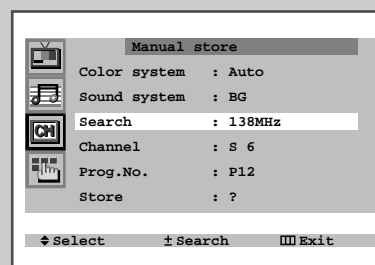 Manual store
Color system : Auto
Sound system : BG
CH Search : 138MHz
Channel : S 6
Prog.No. : P12
Store : ?
Select ± Search Exit